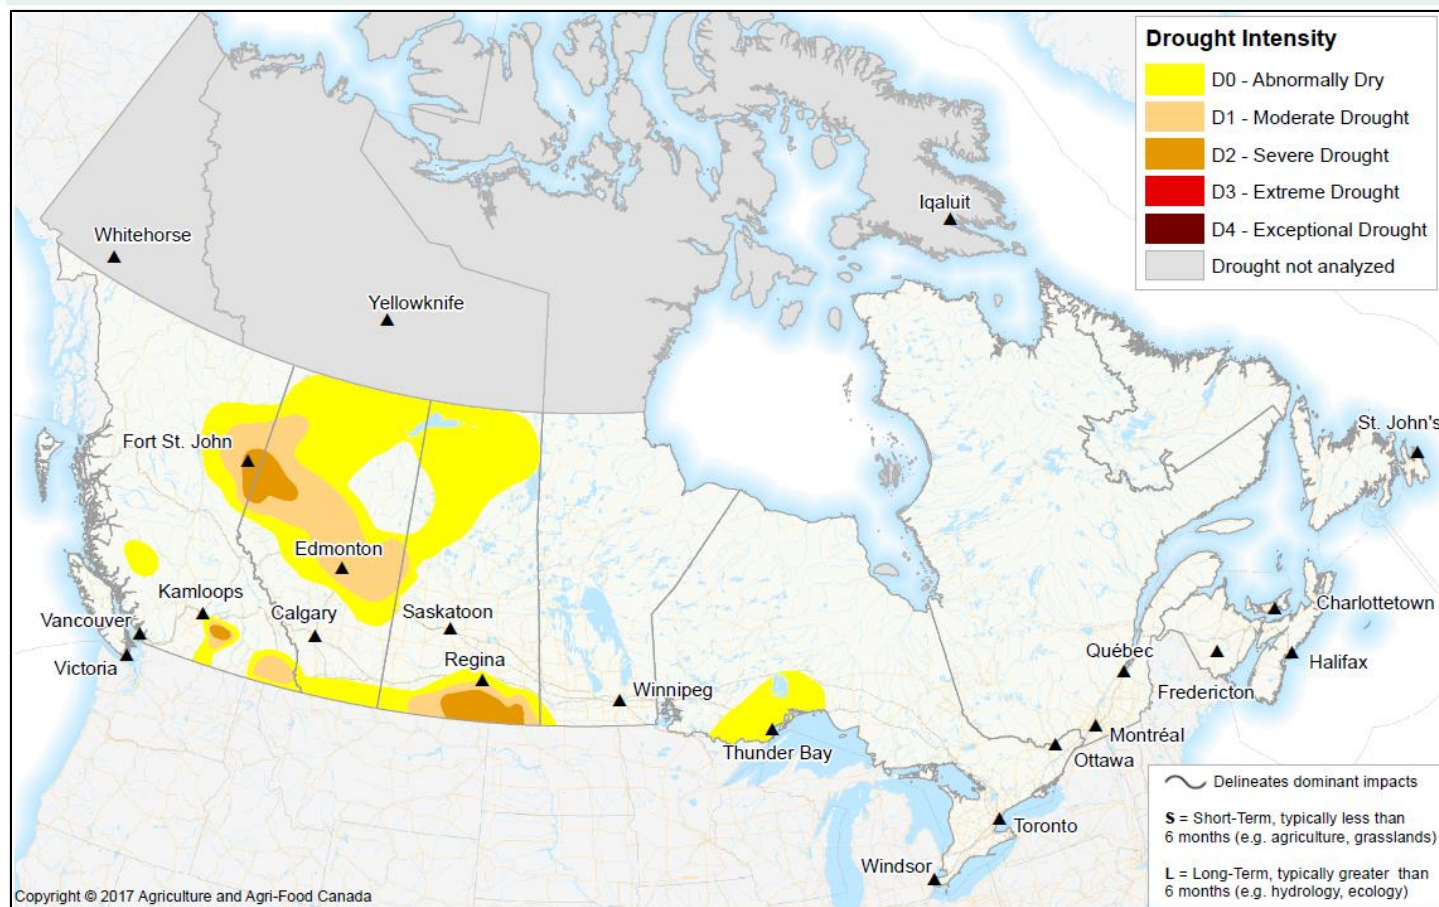 Drought Intensity
D0 - Abnormally Dry
D1 - Moderate Drought
D2 - Severe Drought
D3 - Extreme Drought
D4 - Exceptional Drought
Drought not analyzed
Iqaluit
Whitehorse
Yellowknife
Fort St. John
St. John's
Edmonton
Kamloops
Calgary
Saskatoon
Vancouver
Victoria
Regina
Winnipeg
Thunder Bay
Charlottetown
Québec
Halifax
Fredericton
Montréal
Ottawa
Toronto
Windsor
Delineates dominant impacts
S = Short-Term, typically less than
6 months (e.g. agriculture, grasslands)
L = Long-Term, typically greater than
6 months (e.g. hydrology, ecology)
Copyright © 2017 Agriculture and Agri-Food Canada